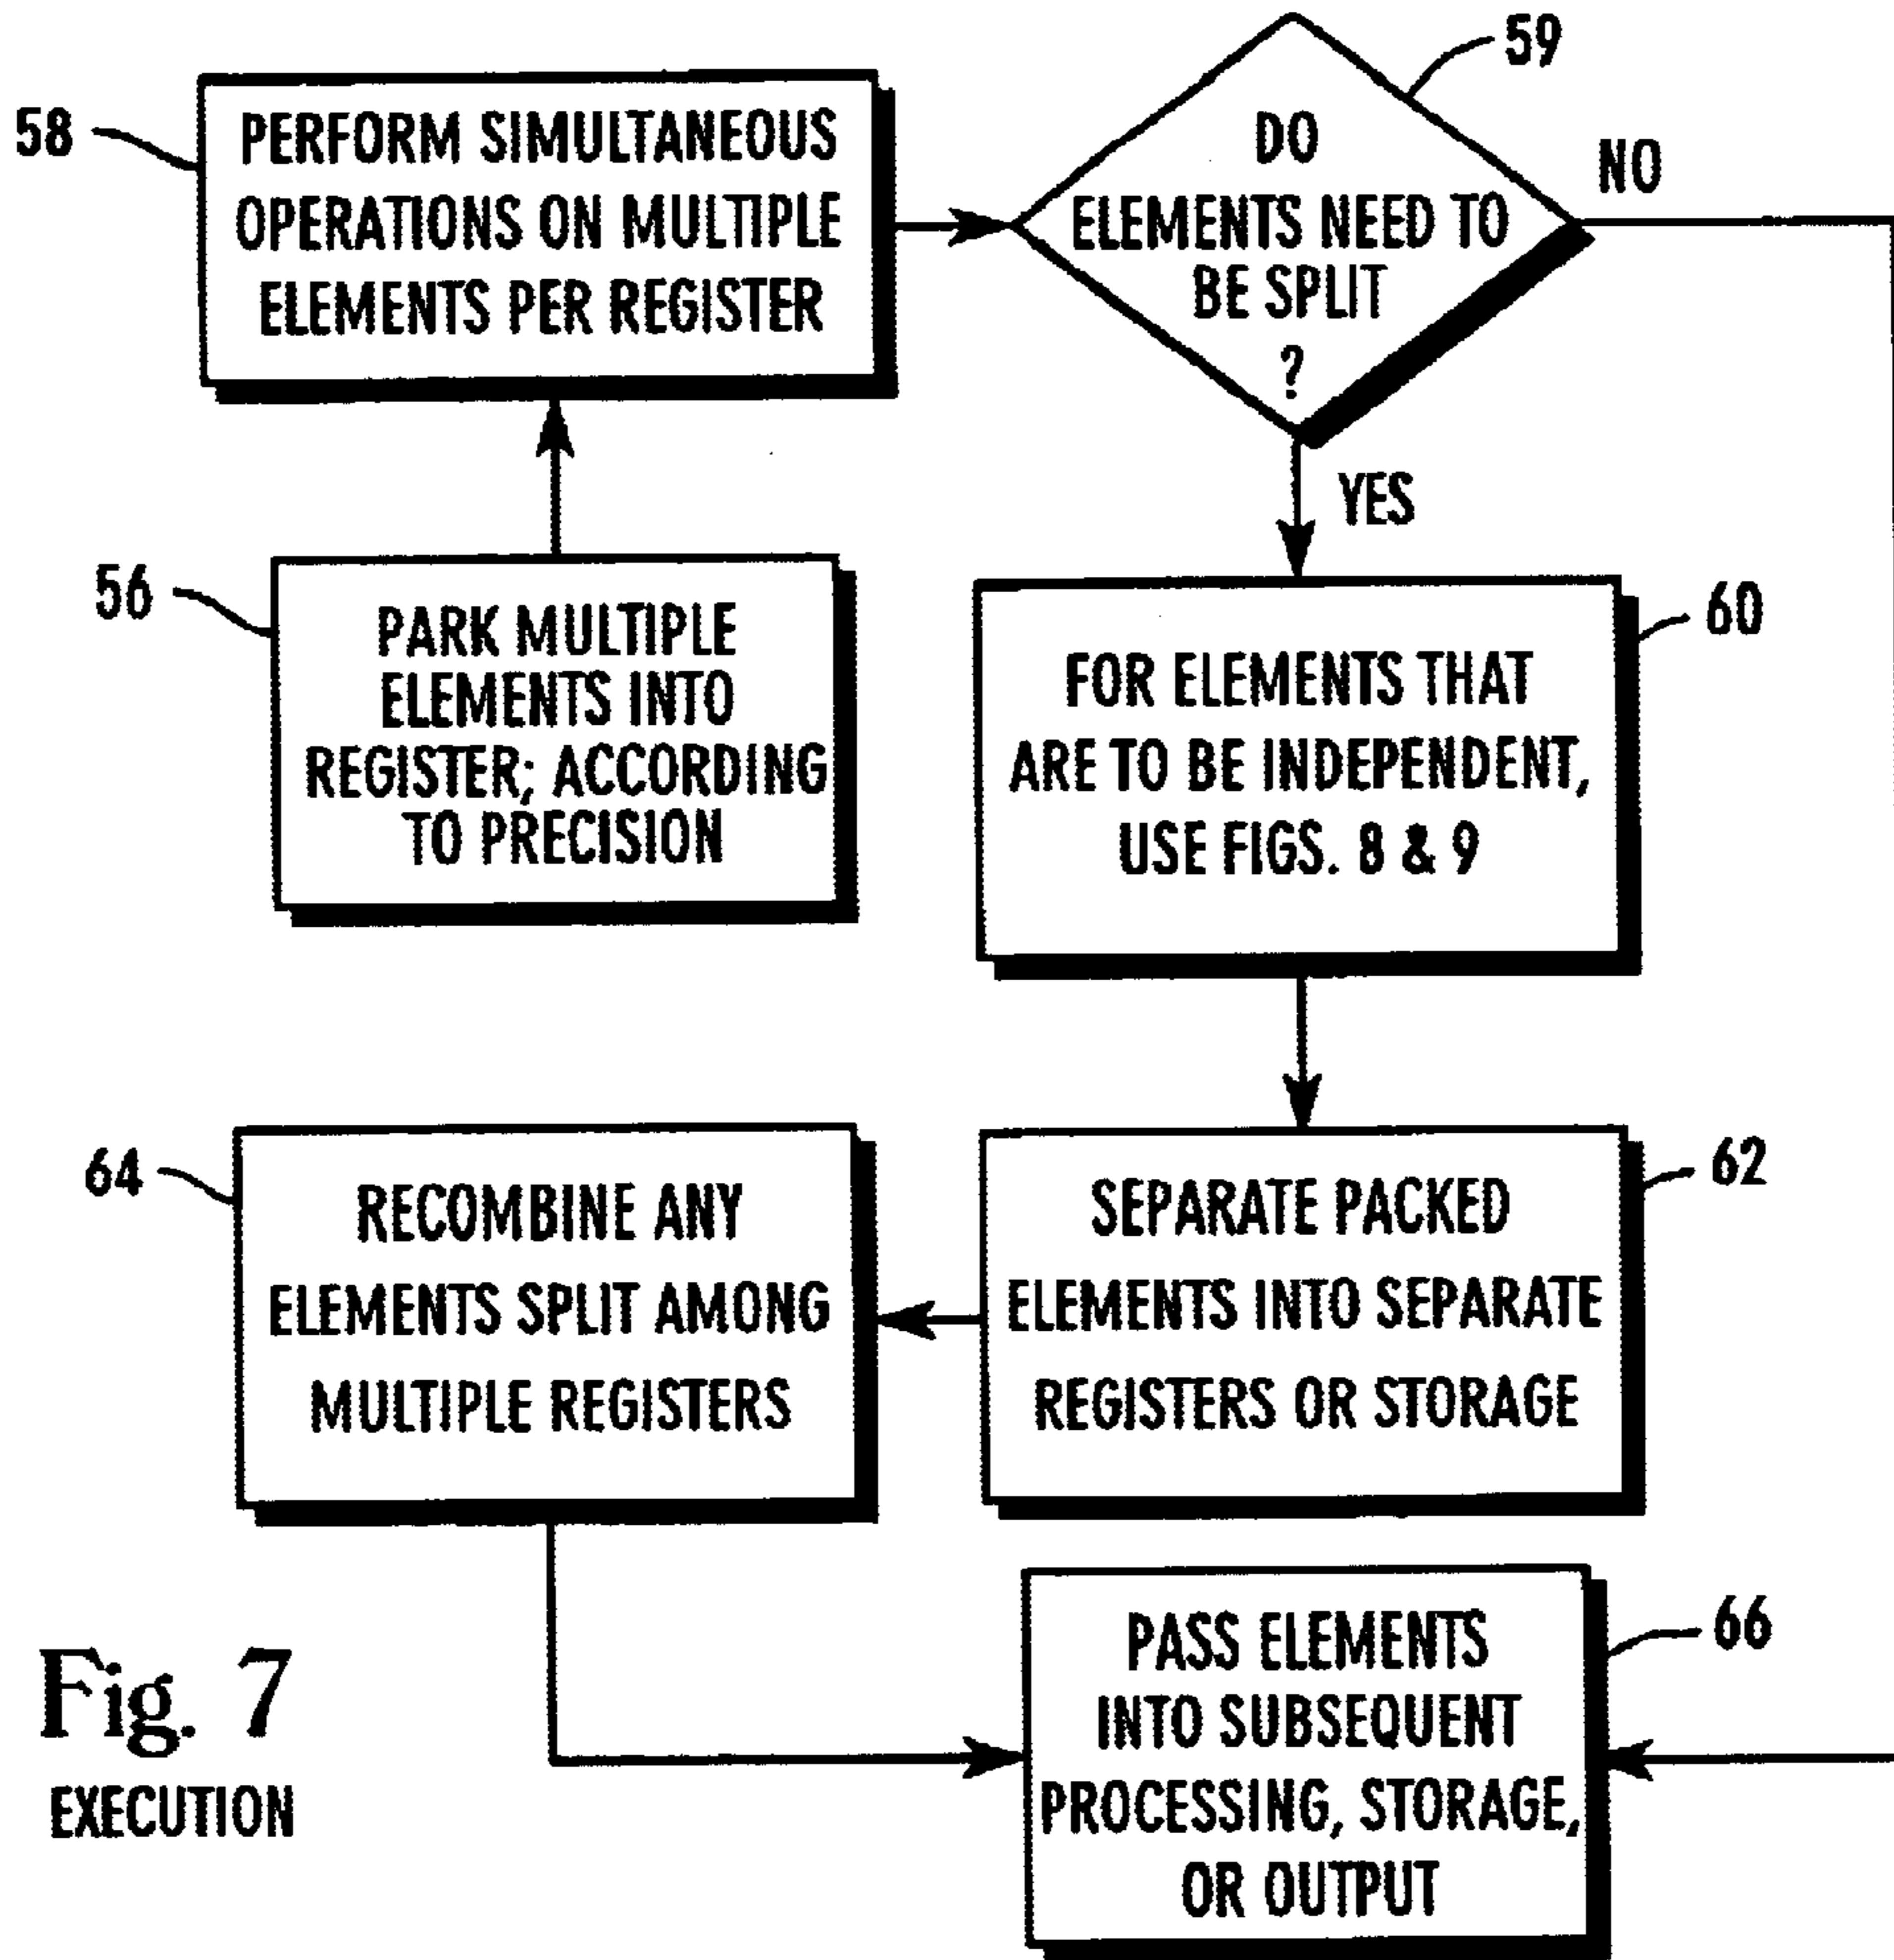 58
PERFORM SIMULTANEOUS
OPERATIONS ON MULTIPLE
ELEMENTS PER REGISTER
59
DO
ELEMENTS NEED TO
BE SPLIT
?
NO
YES
56
PARK MULTIPLE
ELEMENTS INTO
REGISTER; ACCORDING
TO PRECISION
60
FOR ELEMENTS THAT
ARE TO BE INDEPENDENT,
USE FIGS. 8 & 9
62
SEPARATE PACKED
ELEMENTS INTO SEPARATE
REGISTERS OR STORAGE
64
RECOMBINE ANY
ELEMENTS SPLIT AMONG
MULTIPLE REGISTERS
66
PASS ELEMENTS
INTO SUBSEQUENT
PROCESSING, STORAGE,
OR OUTPUT
Fig. 7
EXECUTION